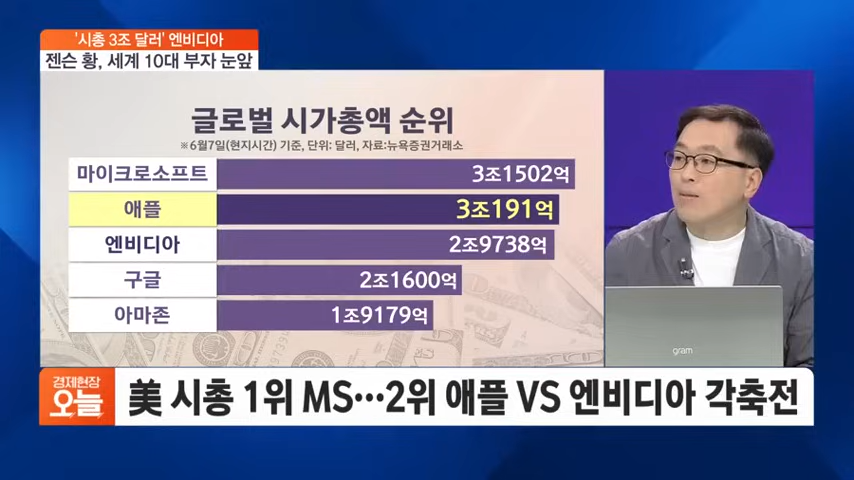 '시총 3조 달러' 엔비디아
젠슨 황, 세계 10대 부자 눈앞
글로벌 시가총액 순위
※6월7일(현지시간) 기준, 단위: 달러, 자료:뉴욕증권거래소
마이크로소프트 3조1502억
애플 3조191억
엔비디아 2조9738억
구글 2조1600억
아마존 1조9179억
gram
경제현장
오늘
美 시총 1위 MS…2위 애플 VS 엔비디아 각축전